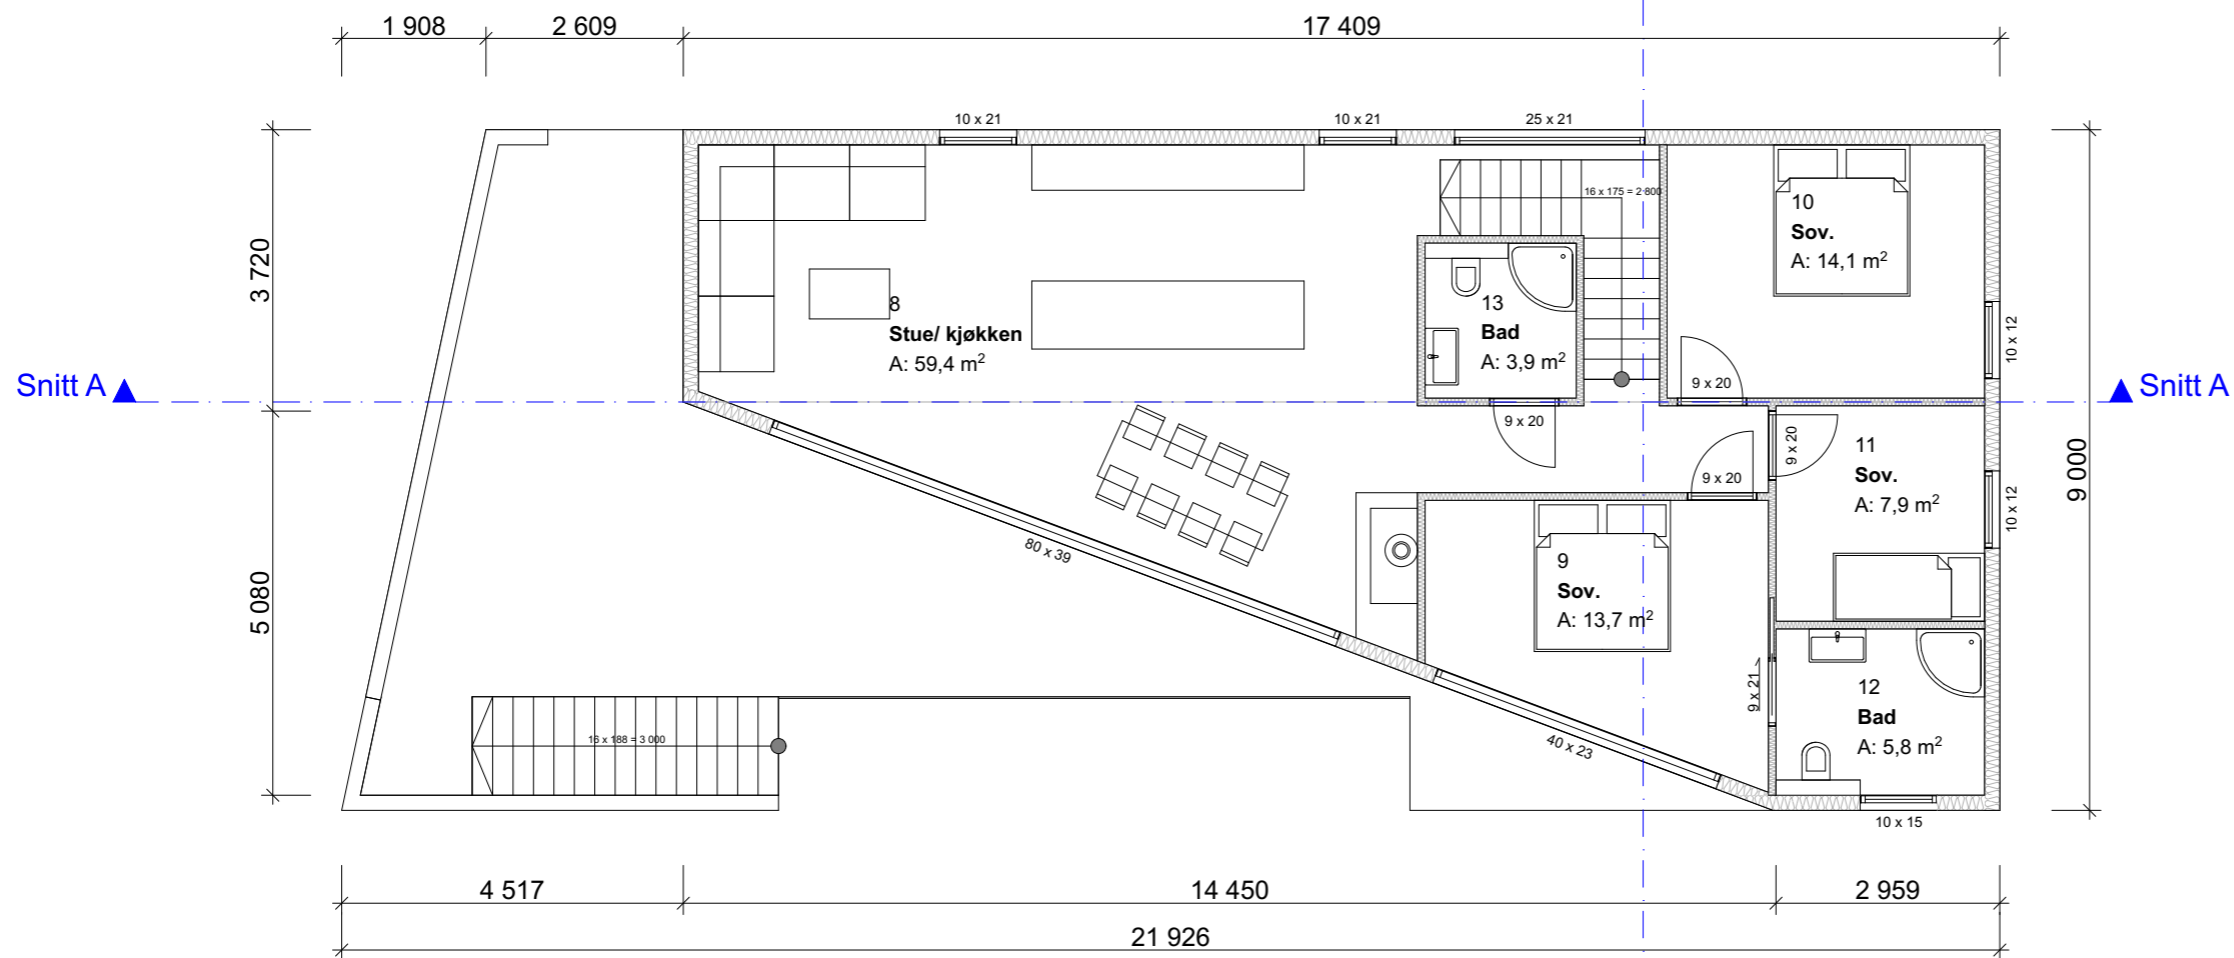 1 908
2 609
17 409
10 x 21
10 x 21
25 x 21
16 x 175 = 2 800
10
Sov.
A: 14,1 m²
3 720
8
Stue/ kjøkken
A: 59,4 m²
13
Bad
A: 3,9 m²
10 x 12
Snitt A
Snitt A
9 x 20
9 x 20
9 x 20
9 x 20
11
Sov.
A: 7,9 m²
9 000
10 x 12
80 x 39
5 080
9
Sov.
A: 13,7 m²
9 x 21
12
Bad
A: 5,8 m²
16 x 188 = 3 000
40 x 23
10 x 15
4 517
14 450
2 959
21 926